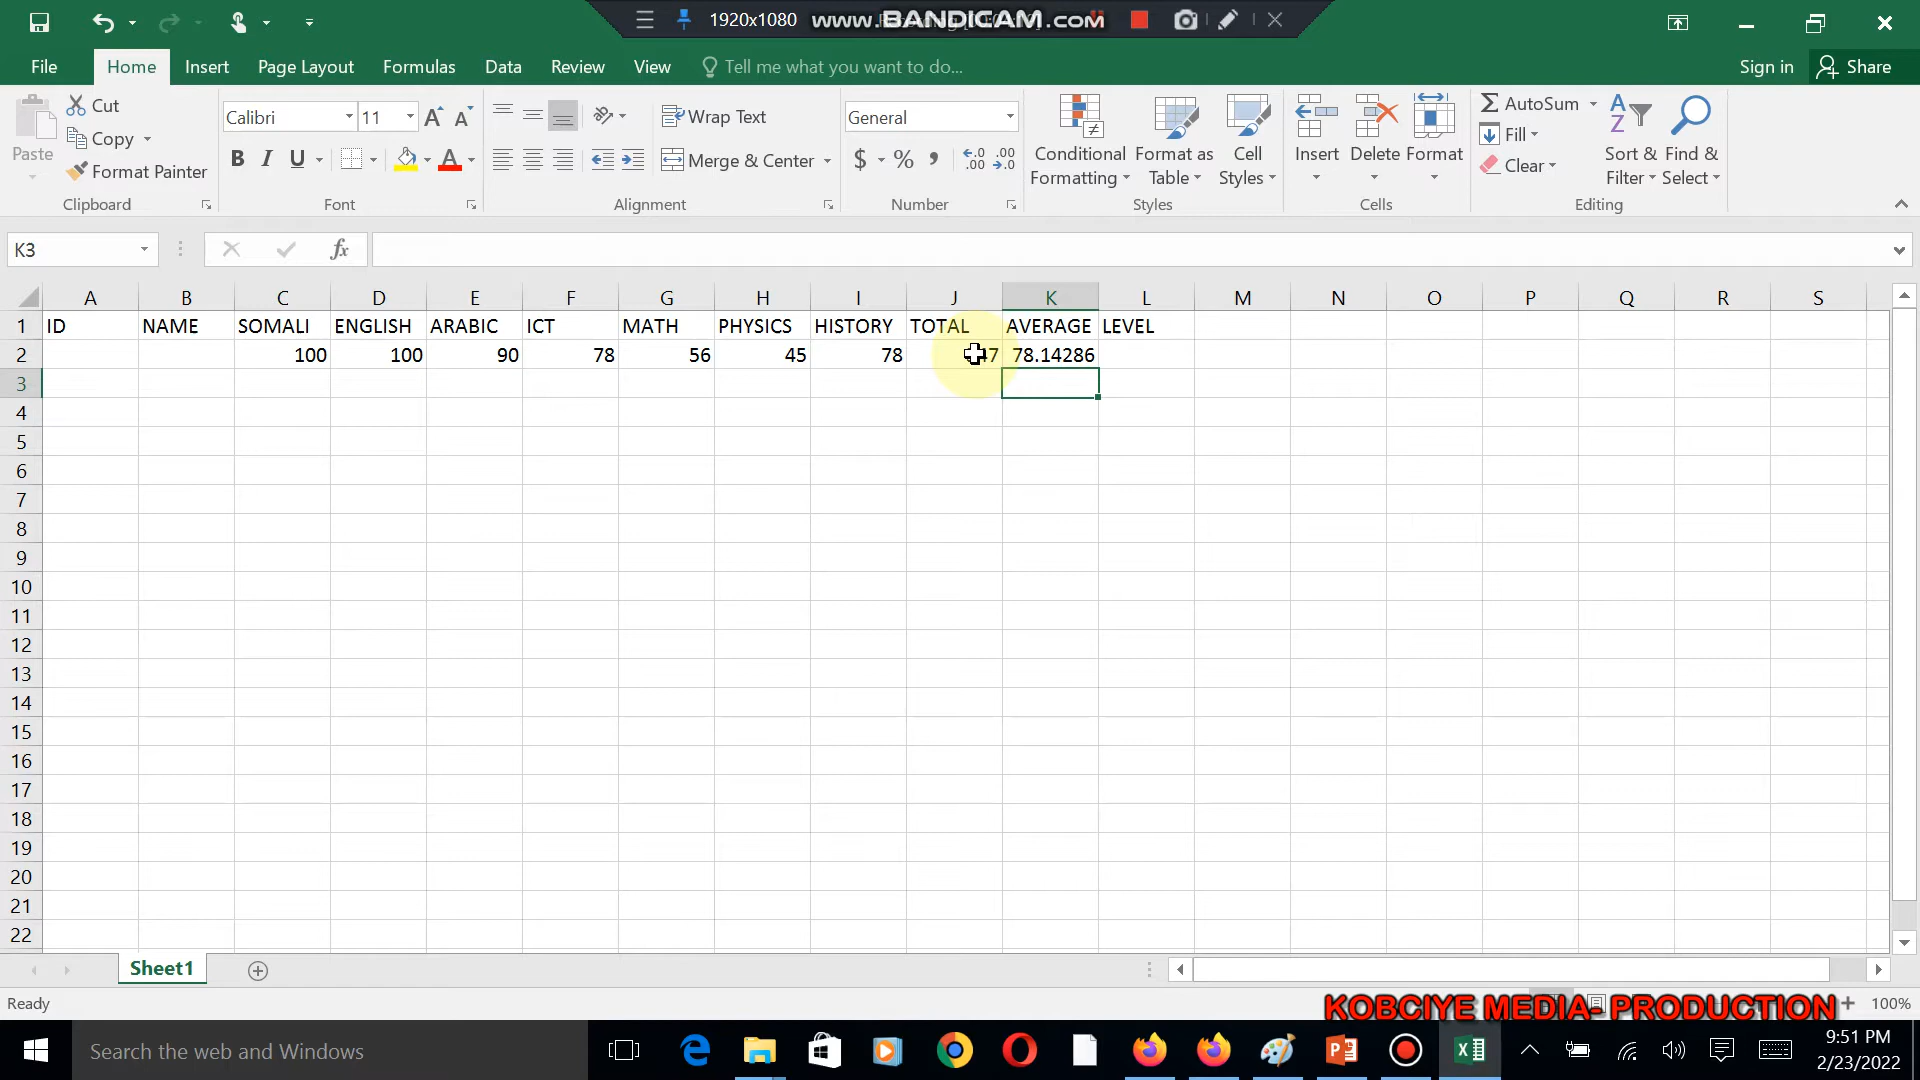 1920x1080
www.BANDICAM.com
File Home Insert Page Layout Formulas Data Review View Tell me what you want to do...
Sign in Share
Paste
Cut
Copy
Format Painter
Clipboard
Calibri 11
B I U A
Font
Wrap Text
Merge & Center
Alignment
General
$ % , .00
Number
Conditional Formatting
Format as Table
Cell Styles
Styles
Insert Delete Format
Cells
AutoSum
Fill
Clear
Sort & Filter
Find & Select
Editing
K3 fx
A B C D E F G H I J K L M N O P Q R S
1 ID NAME SOMALI ENGLISH ARABIC ICT MATH PHYSICS HISTORY TOTAL AVERAGE LEVEL
2 100 100 90 78 56 45 78 78.14286
3
4
5
6
7
8
9
10
11
12
13
14
15
16
17
18
19
20
21
22
Sheet1
Ready
100%
KOBCIYE MEDIA- PRODUCTION
Search the web and Windows
9:51 PM
2/23/2022